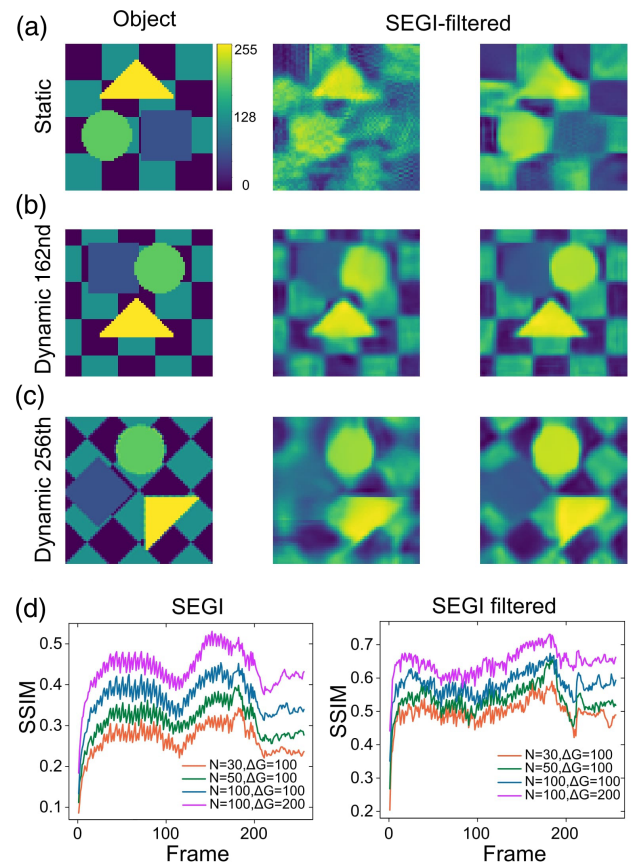 (a) Object SEGI-filtered
Static
255
128
0
(b)
Dynamic 162nd
(c)
Dynamic 256th
(d) SEGI SEGI filtered
SSIM
0.5
0.4
0.3
0.2
0.1
N=30,ΔG=100
N=50,ΔG=100
N=100,ΔG=100
N=100,ΔG=200
0 100 200
Frame
SSIM
0.7
0.6
0.5
0.4
0.3
0.2
N=30,ΔG=100
N=50,ΔG=100
N=100,ΔG=100
N=100,ΔG=200
0 100 200
Frame